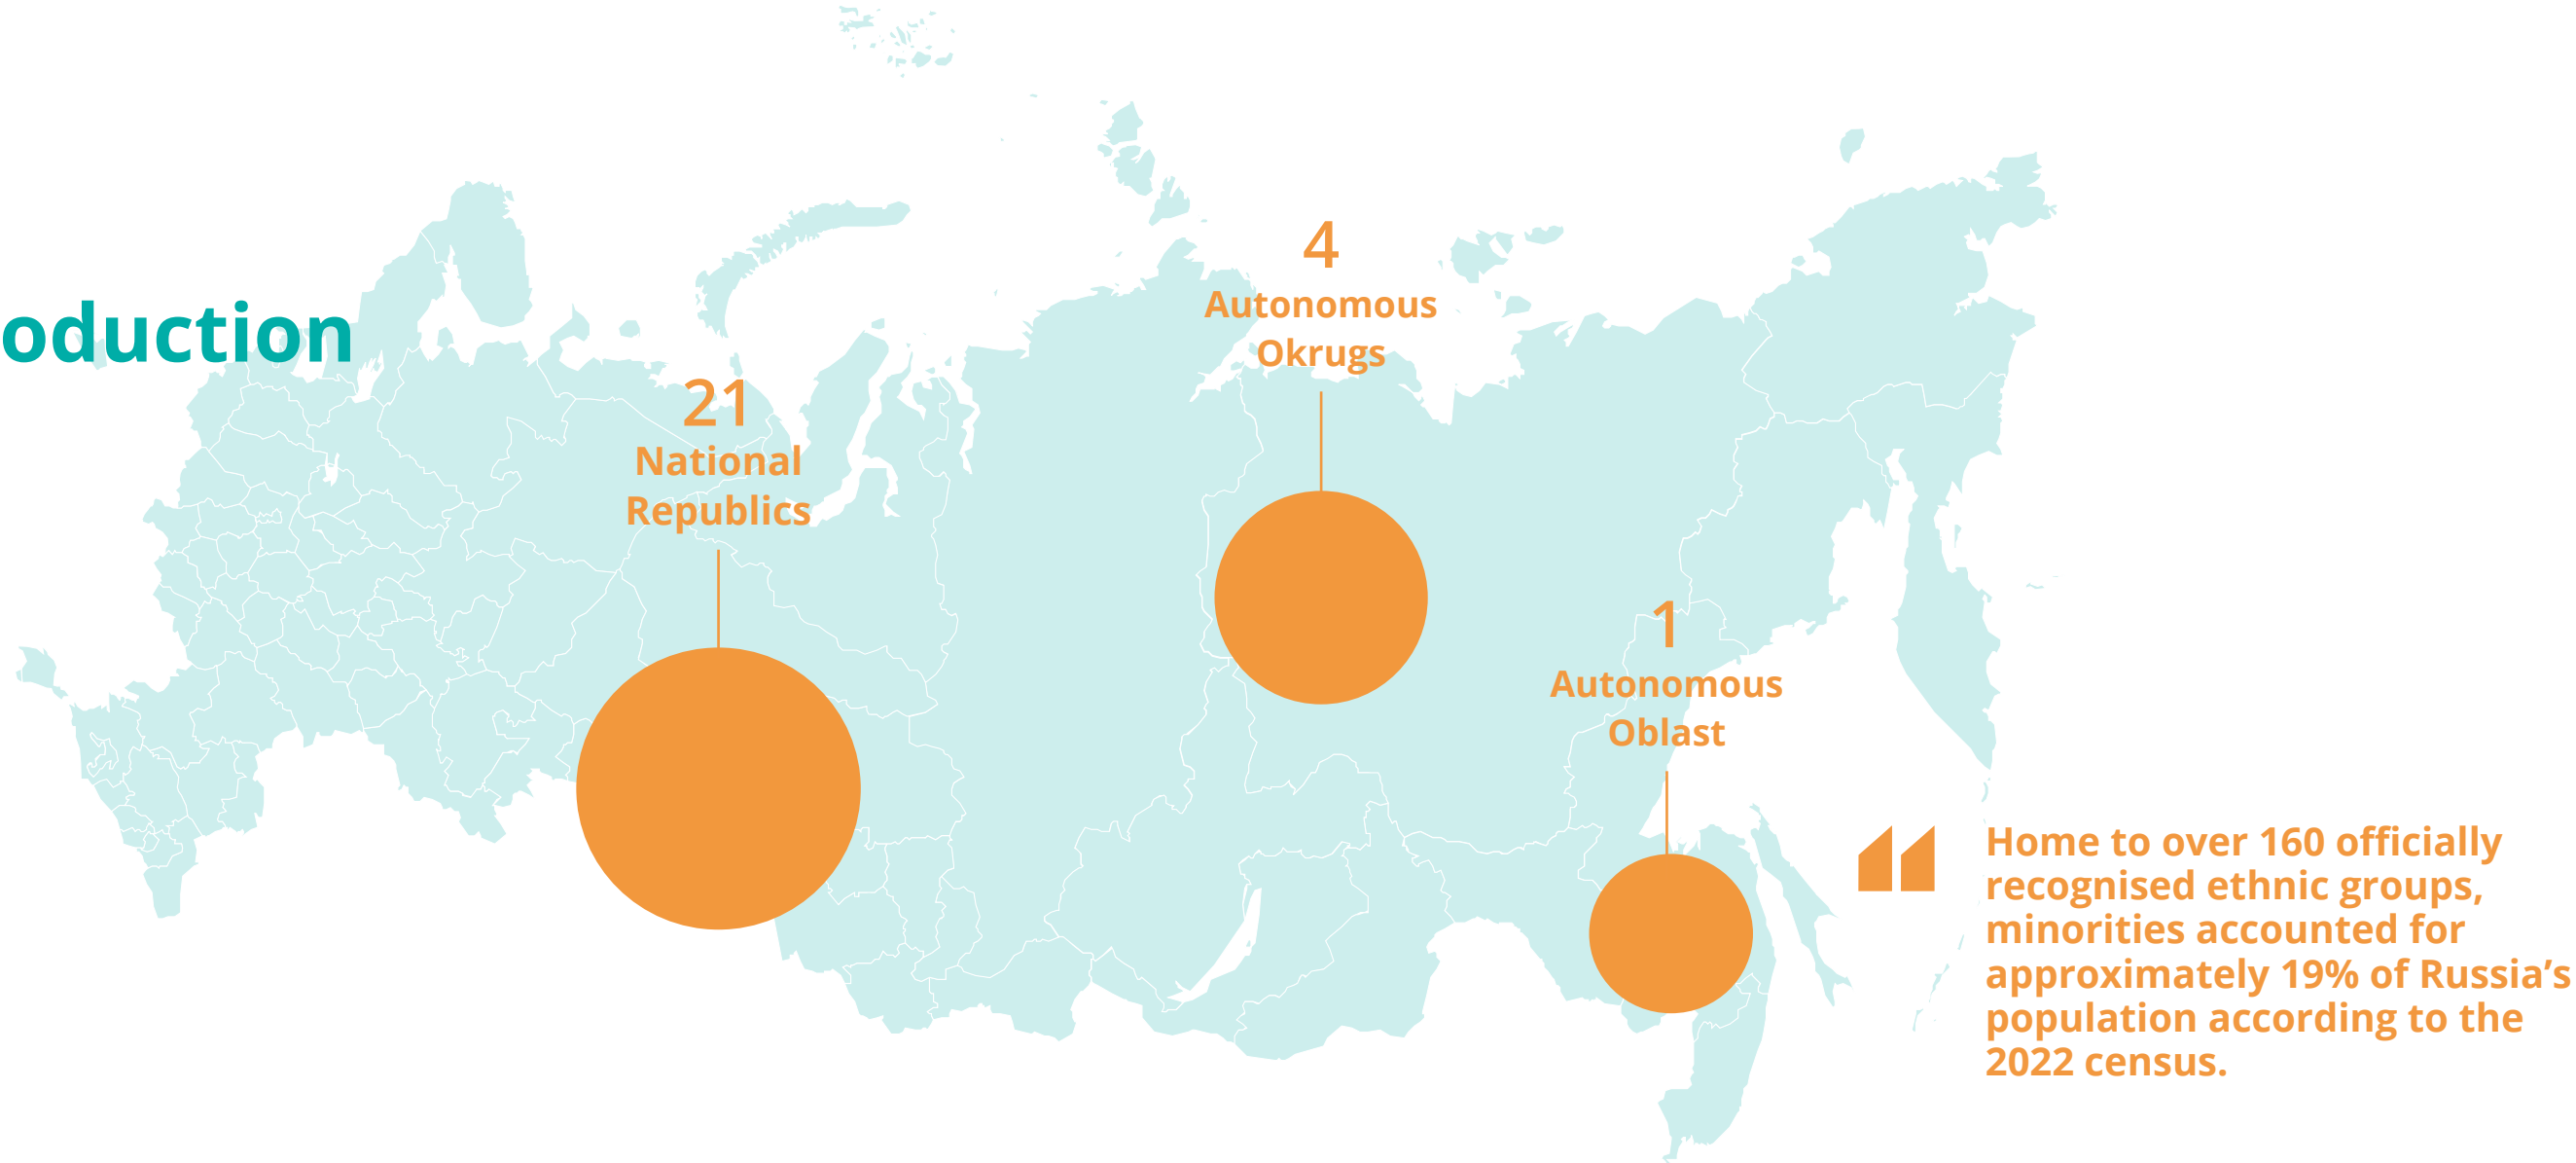 oduction
21
National
Republics
4
Autonomous
Okrugs
1
Autonomous
Oblast
Home to over 160 officially
recognised ethnic groups,
minorities accounted for
approximately 19% of Russia’s
population according to the
2022 census.